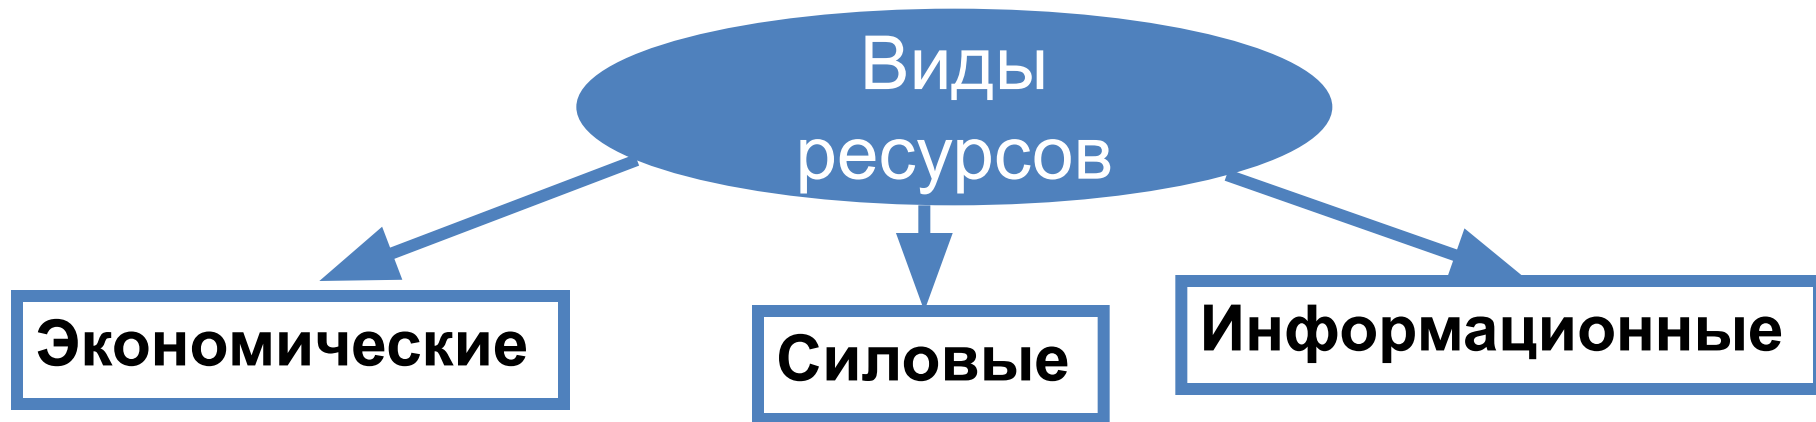 Виды
ресурсов
Экономические
Силовые
Информационные